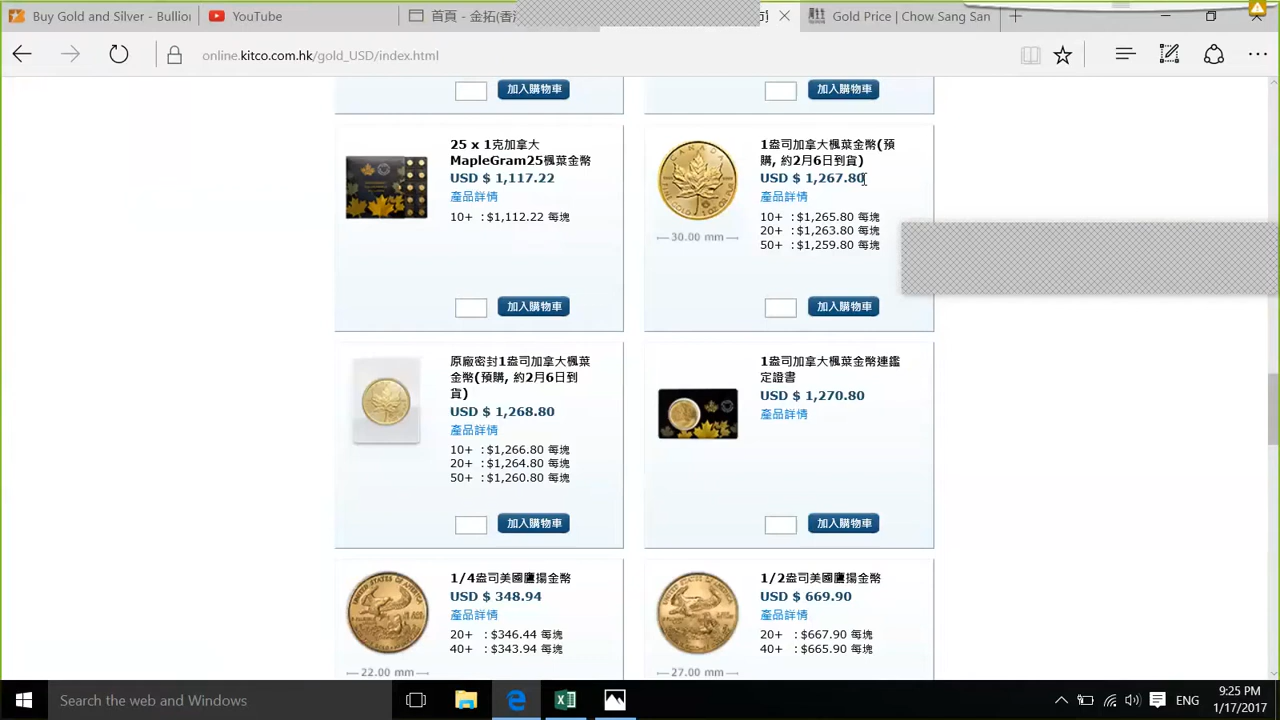 Buy Gold and Silver - Bullion
YouTube
首頁 - 金拓(香港
Gold Price | Chow Sang San
online.kitco.com.hk/gold_USD/index.html
加入購物車
加入購物車
25 x 1克加拿大
MapleGram25楓葉金幣
USD $ 1,117.22
產品詳情
10+ :$1,112.22 每塊
加入購物車
1盎司加拿大楓葉金幣(預
購, 約2月6日到貨)
USD $ 1,267.80
產品詳情
10+ :$1,265.80 每塊
20+ :$1,263.80 每塊
50+ :$1,259.80 每塊
30.00 mm
加入購物車
原廠密封1盎司加拿大楓葉
金幣(預購, 約2月6日到
貨)
USD $ 1,268.80
產品詳情
10+ :$1,266.80 每塊
20+ :$1,264.80 每塊
50+ :$1,260.80 每塊
加入購物車
1盎司加拿大楓葉金幣連鑑
定證書
USD $ 1,270.80
產品詳情
加入購物車
1/4盎司美國鷹揚金幣
USD $ 348.94
產品詳情
20+ :$346.44 每塊
40+ :$343.94 每塊
22.00 mm
1/2盎司美國鷹揚金幣
USD $ 669.90
產品詳情
20+ :$667.90 每塊
40+ :$665.90 每塊
27.00 mm
Search the web and Windows
ENG
9:25 PM
1/17/2017